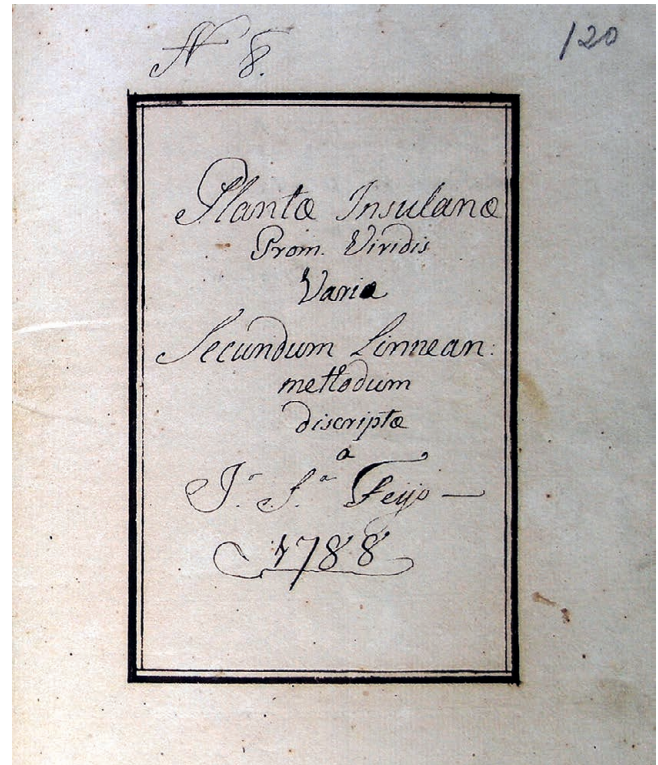 N 8.
120
Plantæ Insulanæ
Prom. Viridis
Variæ
Secundum Linnean:
methodum
discriptæ
a
J. S.ª Feijo
1788